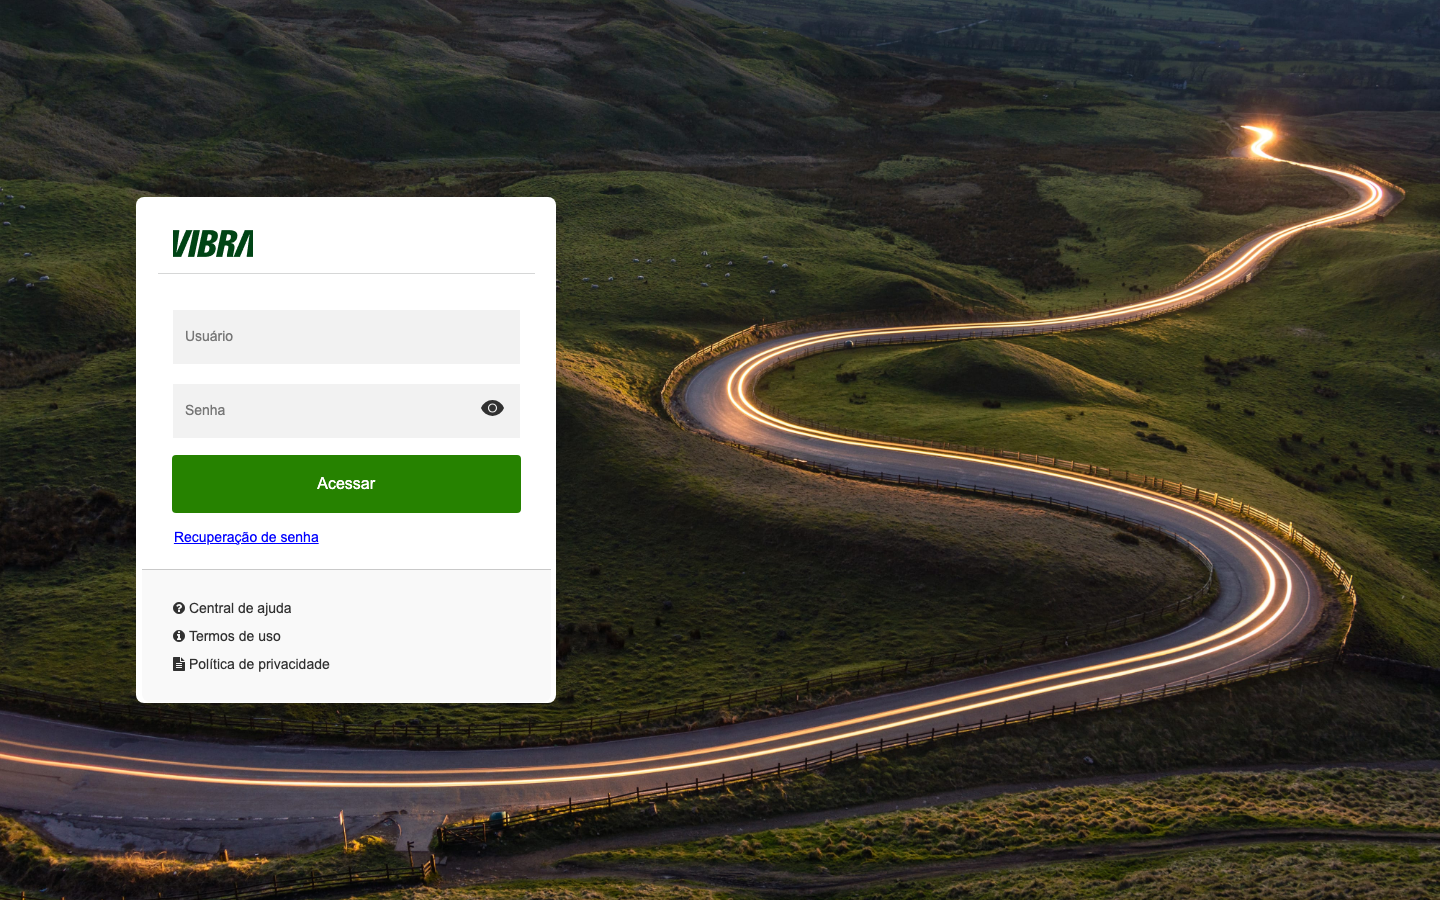 VIBRA
Usuário
Senha
Acessar
Recuperação de senha
Central de ajuda
Termos de uso
Política de privacidade